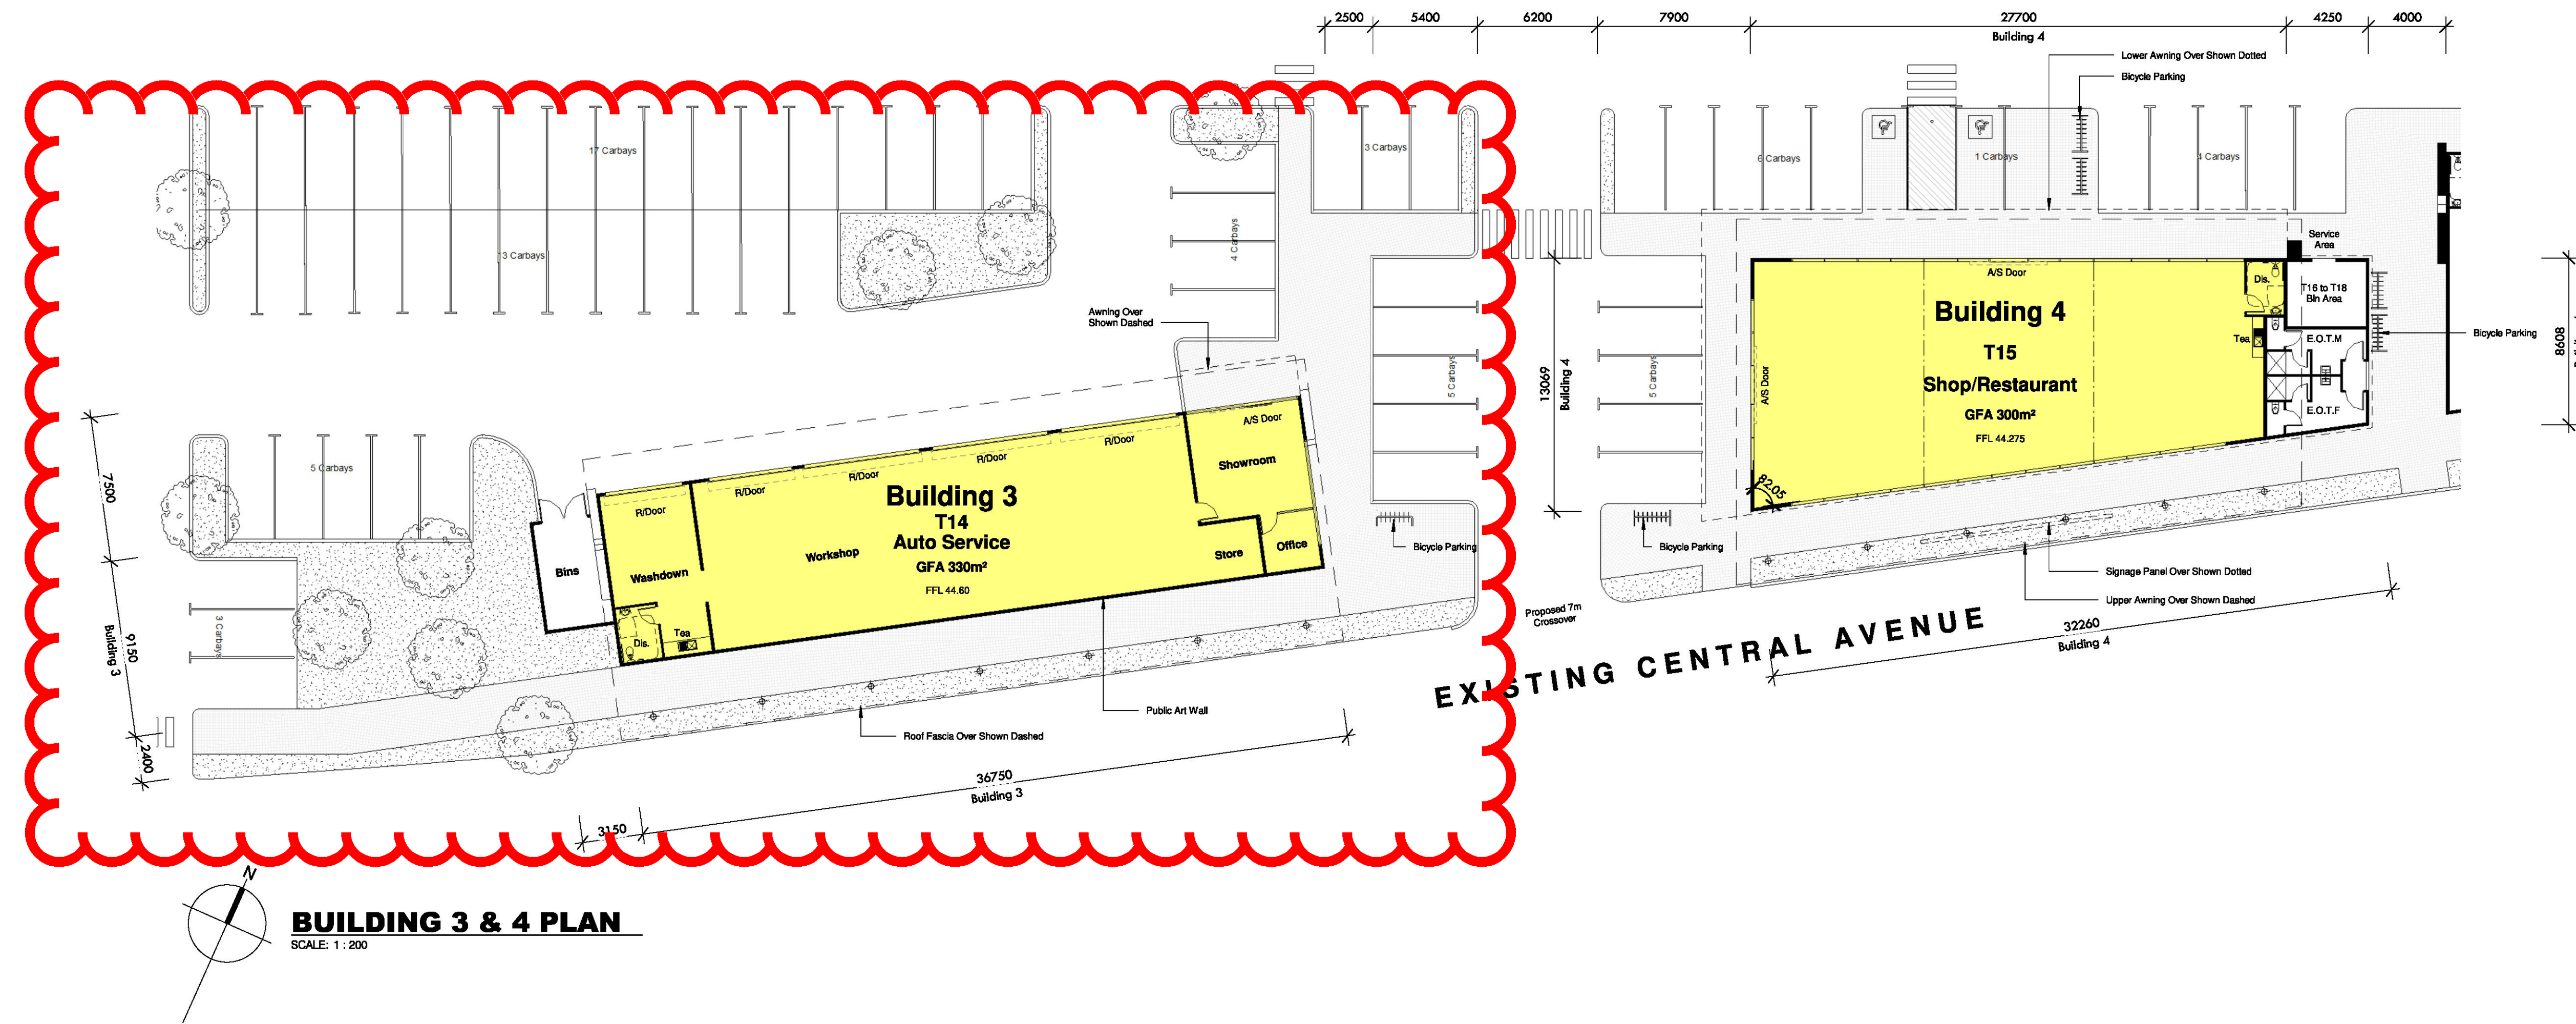 2500 5400 6200 7900 27700 4250 4000
Building 4
Lower Awning Over Shown Dotted
Bicycle Parking
17 Carbays
3 Carbays
6 Carbays
1 Carbays
4 Carbays
13 Carbays
4 Carbays
Service
Area
A/S Door
Dis.
T16 to T18
Bin Area
Awning Over
Shown Dashed
Building 4
T15
Shop/Restaurant
GFA 300m²
FFL 44.275
A/S Door
Tea
E.O.T.M
E.O.T.F
Bicycle Parking
8608
5 Carbays
13069
Building 4
5 Carbays
82.05
7500
5 Carbays
R/Door
R/Door
R/Door
R/Door
R/Door
A/S Door
Showroom
Building 3
T14
Auto Service
GFA 330m²
FFL 44.60
Workshop
Store
Office
Bins
Washdown
Dis.
Tea
Bicycle Parking
Bicycle Parking
3 Carbays
9150
Building 3
2400
Signage Panel Over Shown Dotted
Upper Awning Over Shown Dashed
Proposed 7m
Crossover
EXISTING CENTRAL AVENUE
32260
Building 4
Public Art Wall
Roof Fascia Over Shown Dashed
36750
Building 3
3150
N
BUILDING 3 & 4 PLAN
SCALE: 1 : 200